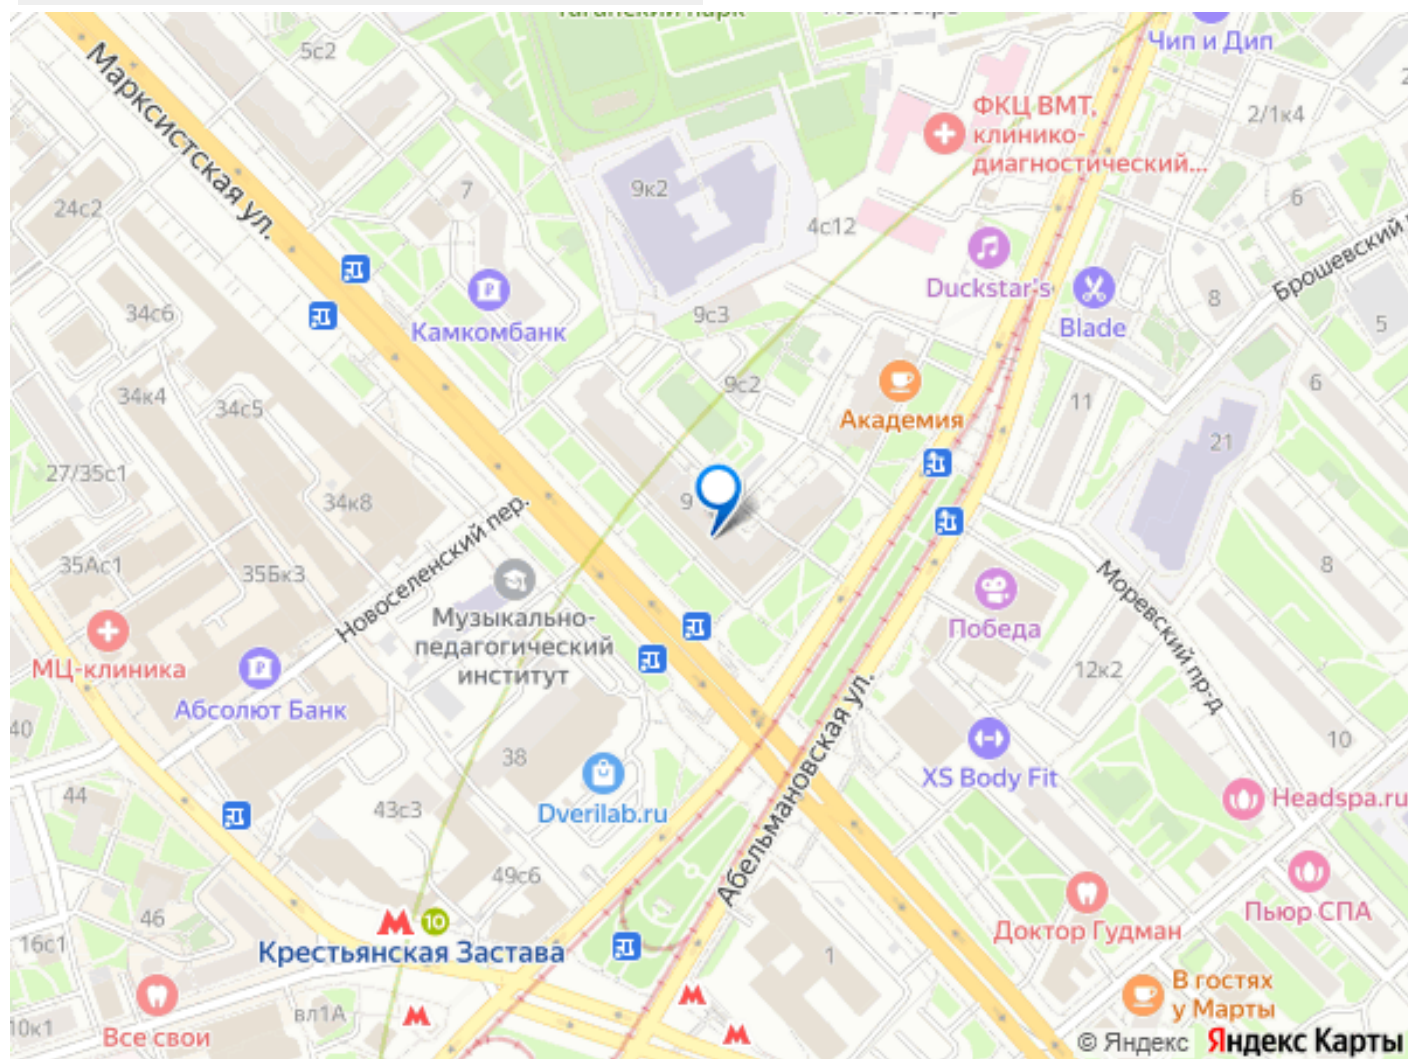 Таганский парк
Чип и Дип
5с2
Марксистская ул.
ФКЦ ВМТ,
клинико-
диагностический...
2/1к4
7
9к2
24с2
4с12
6
Брошевский
Duckstar's
8
34с6
Камкомбанк
9с3
Blade
5
9с2
34к4
34с5
Академия
11
6
21
27/35с1
34к8
9
Новоселенский пер.
35Ас1
35Бк3
Музыкально-
педагогический
институт
Моревский пр-д
8
Победа
МЦ-клиника
12к2
Абсолют Банк
40
38
10
XS Body Fit
Абельмановская ул.
44
43с3
Dverilab.ru
Headspa.ru
49с6
46
10
Доктор Гудман
Пьюр СПА
16с1
Крестьянская Застава
1
В гостях
у Марты
вл1А
10к1
Все свои
© Яндекс Яндекс Карты